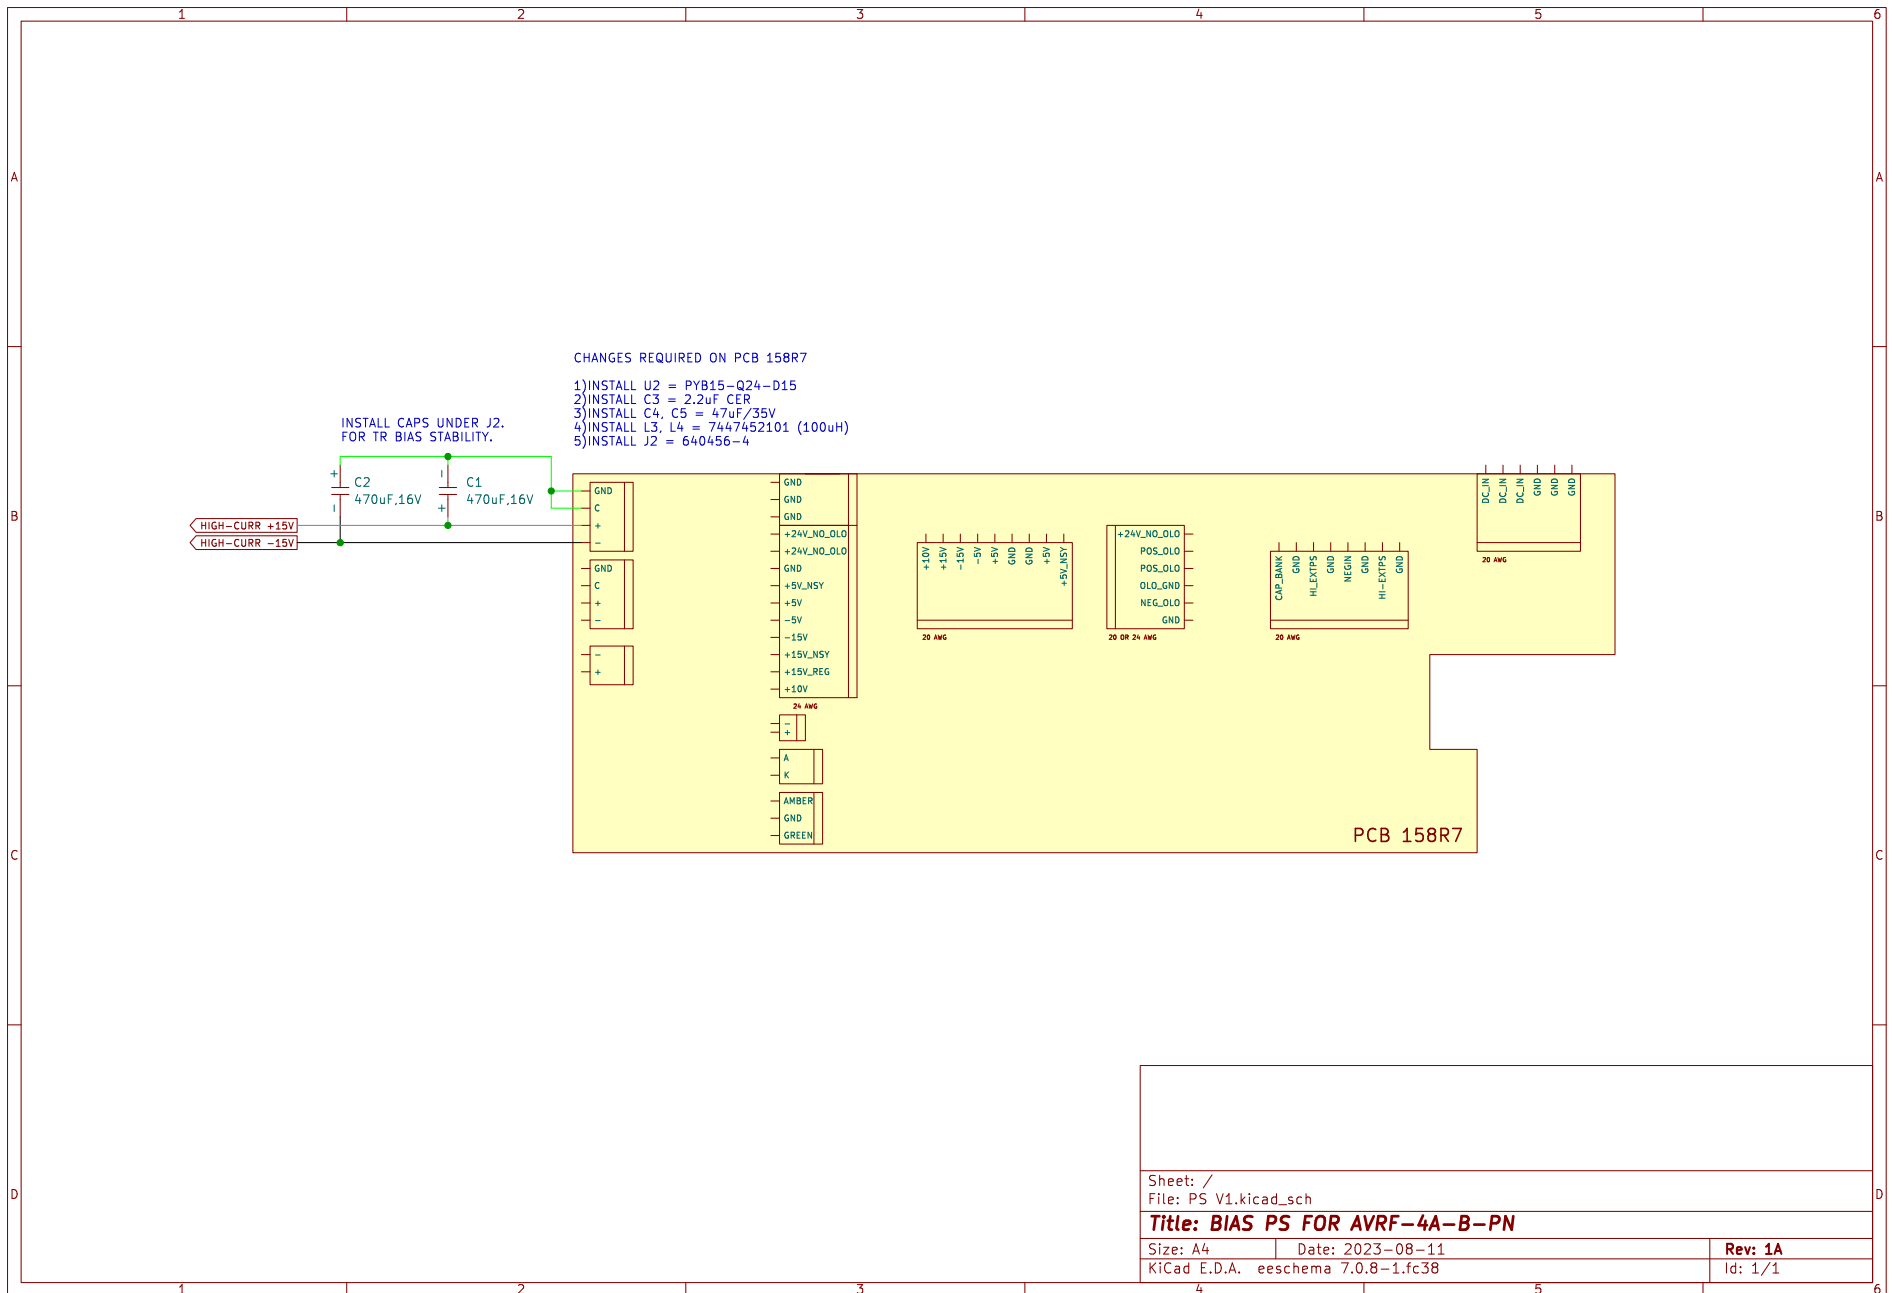 1 2 3 4 5 6
A A
CHANGES REQUIRED ON PCB 158R7
1)INSTALL U2 = PYB15-Q24-D15
2)INSTALL C3 = 2.2uF CER
3)INSTALL C4, C5 = 47uF/35V
4)INSTALL L3, L4 = 7447452101 (100uH)
5)INSTALL J2 = 640456-4
INSTALL CAPS UNDER J2.
FOR TR BIAS STABILITY.
+
C2
470uF,16V
-
-
C1
470uF,16V
+
B B
HIGH-CURR +15V
HIGH-CURR -15V
GND
C
+
-
GND
C
+
-
-
+
GND
GND
GND
+24V_NO_OLO
+24V_NO_OLO
GND
+5V_NSY
+5V
-5V
-15V
+15V_NSY
+15V_REG
+10V
24 AWG
-
+
A
K
AMBER
GND
GREEN
+10V
+15V
-15V
-5V
+5V
GND
GND
+5V
+5V_NSY
20 AWG
+24V_NO_OLO
POS_OLO
POS_OLO
OLO_GND
NEG_OLO
GND
20 OR 24 AWG
CAP_BANK
GND
HI_EXTPS
GND
NEGIN
GND
HI-EXTPS
GND
20 AWG
DC_IN
DC_IN
DC_IN
GND
GND
GND
20 AWG
PCB 158R7
C C
D D
Sheet: /
File: PS V1.kicad_sch
Title: BIAS PS FOR AVRF-4A-B-PN
Size: A4 Date: 2023-08-11 Rev: 1A
KiCad E.D.A. eeschema 7.0.8-1.fc38 Id: 1/1
1 2 3 4 5 6